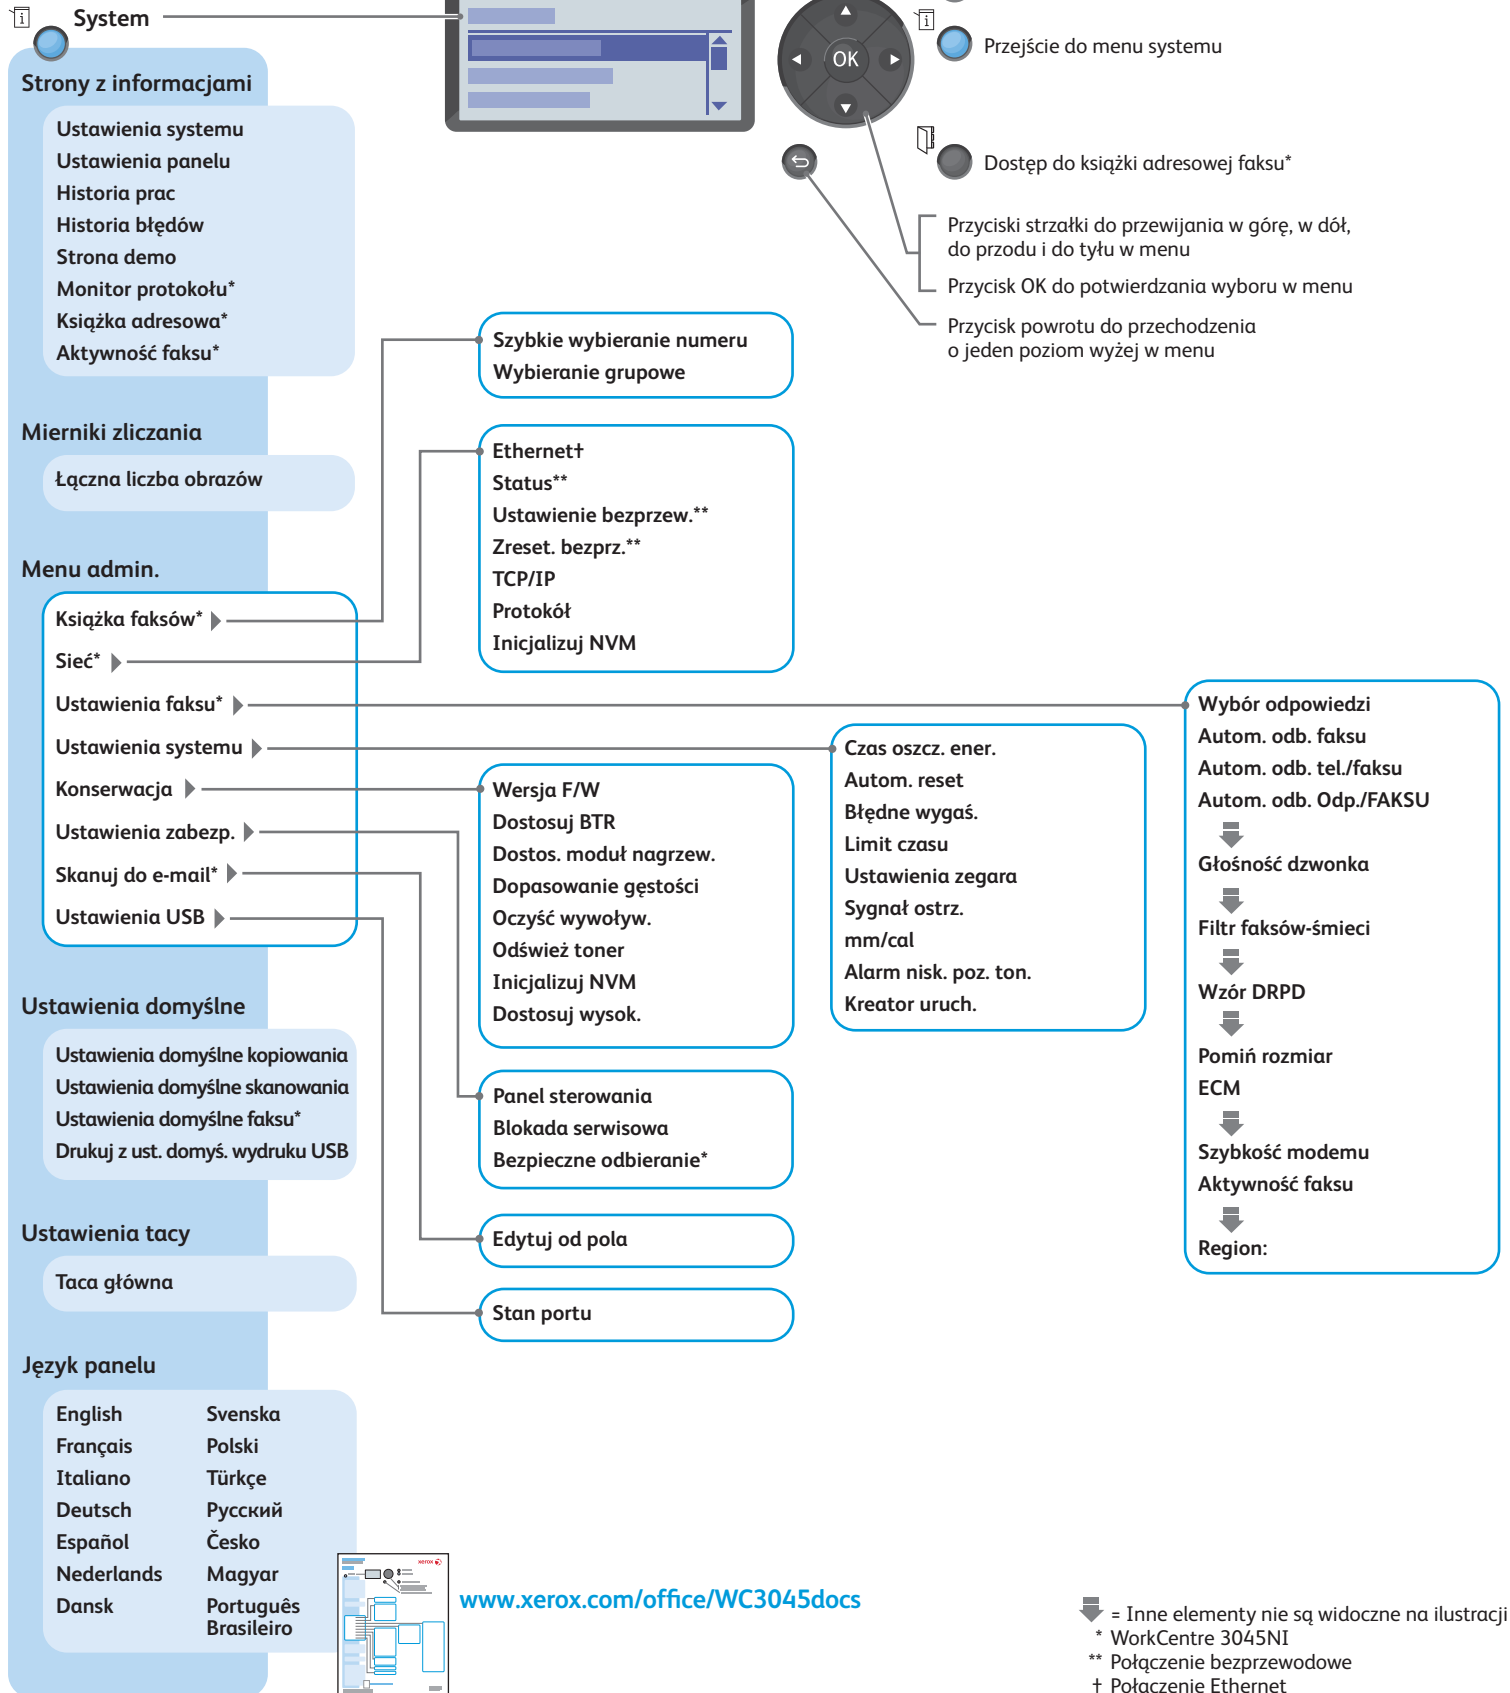 System
Strony z informacjami
Ustawienia systemu
Ustawienia panelu
Historia prac
Historia błędów
Strona demo
Monitor protokołu*
Książka adresowa*
Aktywność faksu*
Mierniki zliczania
Łączna liczba obrazów
Menu admin.
Książka faksów*
Sieć*
Ustawienia faksu*
Ustawienia systemu
Konserwacja
Ustawienia zabezp.
Skanuj do e-mail*
Ustawienia USB
Ustawienia domyślne
Ustawienia domyślne kopiowania
Ustawienia domyślne skanowania
Ustawienia domyślne faksu*
Drukuj z ust. domyś. wydruku USB
Ustawienia tacy
Taca główna
Język panelu
English
Français
Italiano
Deutsch
Español
Nederlands
Dansk
Svenska
Polski
Türkçe
Русский
Česko
Magyar
Português
Brasileiro
OK
Przejście do menu systemu
Dostęp do książki adresowej faksu*
Przyciski strzałki do przewijania w górę, w dół,
do przodu i do tyłu w menu
Przycisk OK do potwierdzania wyboru w menu
Przycisk powrotu do przechodzenia
o jeden poziom wyżej w menu
Szybkie wybieranie numeru
Wybieranie grupowe
Ethernet†
Status**
Ustawienie bezprzew.**
Zreset. bezprz.**
TCP/IP
Protokół
Inicjalizuj NVM
Wersja F/W
Dostosuj BTR
Dostos. moduł nagrzew.
Dopasowanie gęstości
Oczyść wywoływ.
Odśwież toner
Inicjalizuj NVM
Dostosuj wysok.
Panel sterowania
Blokada serwisowa
Bezpieczne odbieranie*
Edytuj od pola
Stan portu
Czas oszcz. ener.
Autom. reset
Błędne wygaś.
Limit czasu
Ustawienia zegara
Sygnał ostrz.
mm/cal
Alarm nisk. poz. ton.
Kreator uruch.
Wybór odpowiedzi
Autom. odb. faksu
Autom. odb. tel./faksu
Autom. odb. Odp./FAKSU
Głośność dzwonka
Filtr faksów-śmieci
Wzór DRPD
Pomiń rozmiar
ECM
Szybkość modemu
Aktywność faksu
Region:
xerox
www.xerox.com/office/WC3045docs
= Inne elementy nie są widoczne na ilustracji
* WorkCentre 3045NI
** Połączenie bezprzewodowe
† Połączenie Ethernet